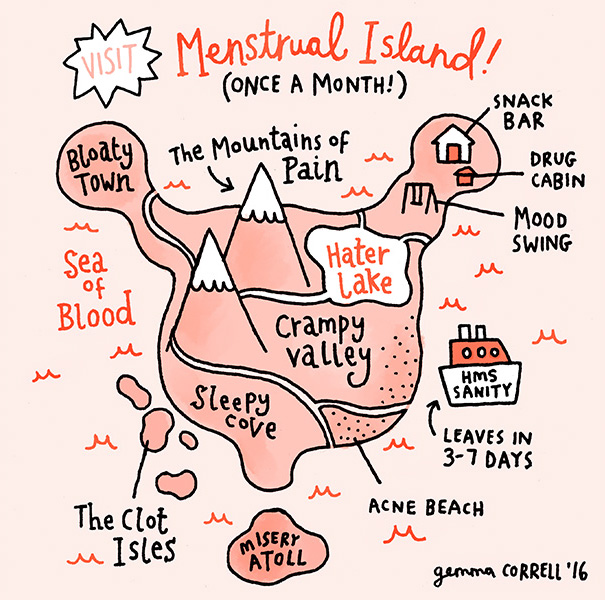 VISIT
Menstrual Island!
(ONCE A MONTH!)
Bloaty
Town
The Mountains of
Pain
SNACK
BAR
DRUG
CABIN
MOOD
SWING
Sea
of
Blood
Hater
Lake
Crampy
valley
Sleepy
cove
HMS
SANITY
LEAVES IN
3-7 DAYS
ACNE BEACH
The Clot
Isles
MISERY
ATOLL
gemma CORRELL '16